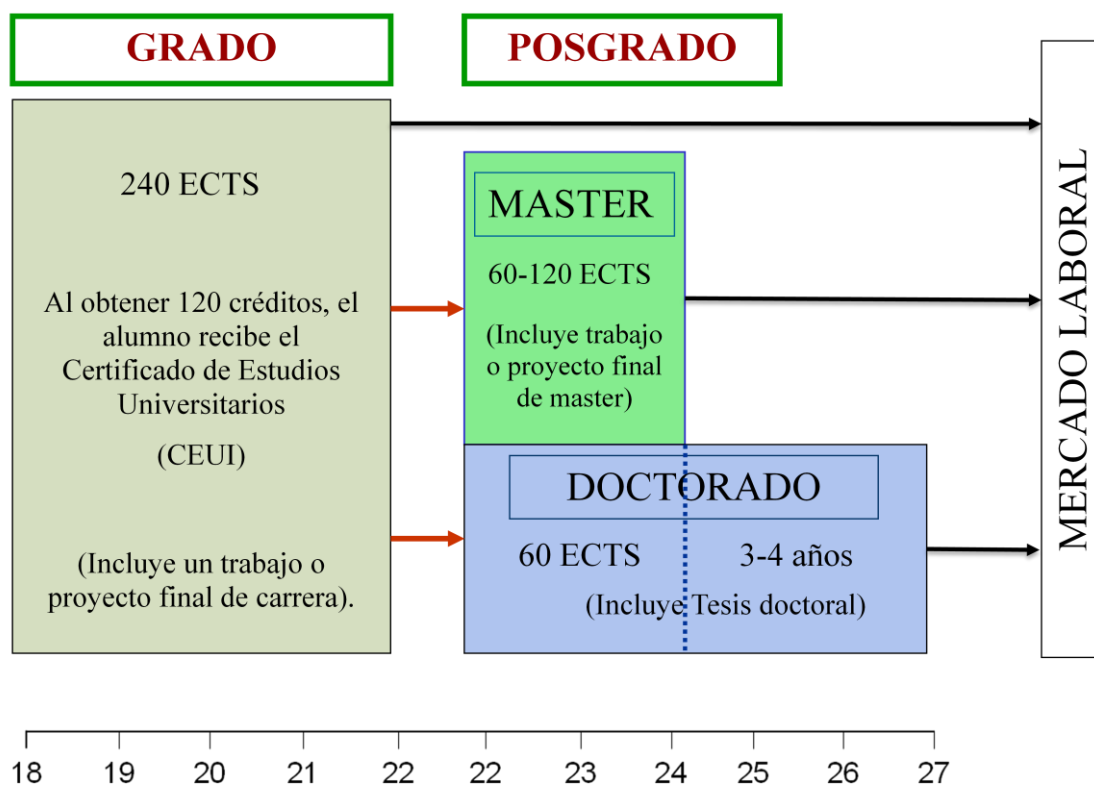 GRADO
POSGRADO
240 ECTS
Al obtener 120 créditos, el
alumno recibe el
Certificado de Estudios
Universitarios
(CEUI)
(Incluye un trabajo o
proyecto final de carrera).
MASTER
60-120 ECTS
(Incluye trabajo
o proyecto final
de master)
DOCTORADO
60 ECTS
3-4 años
(Incluye Tesis doctoral)
MERCADO LABORAL
18 19 20 21 22 22 23 24 25 26 27